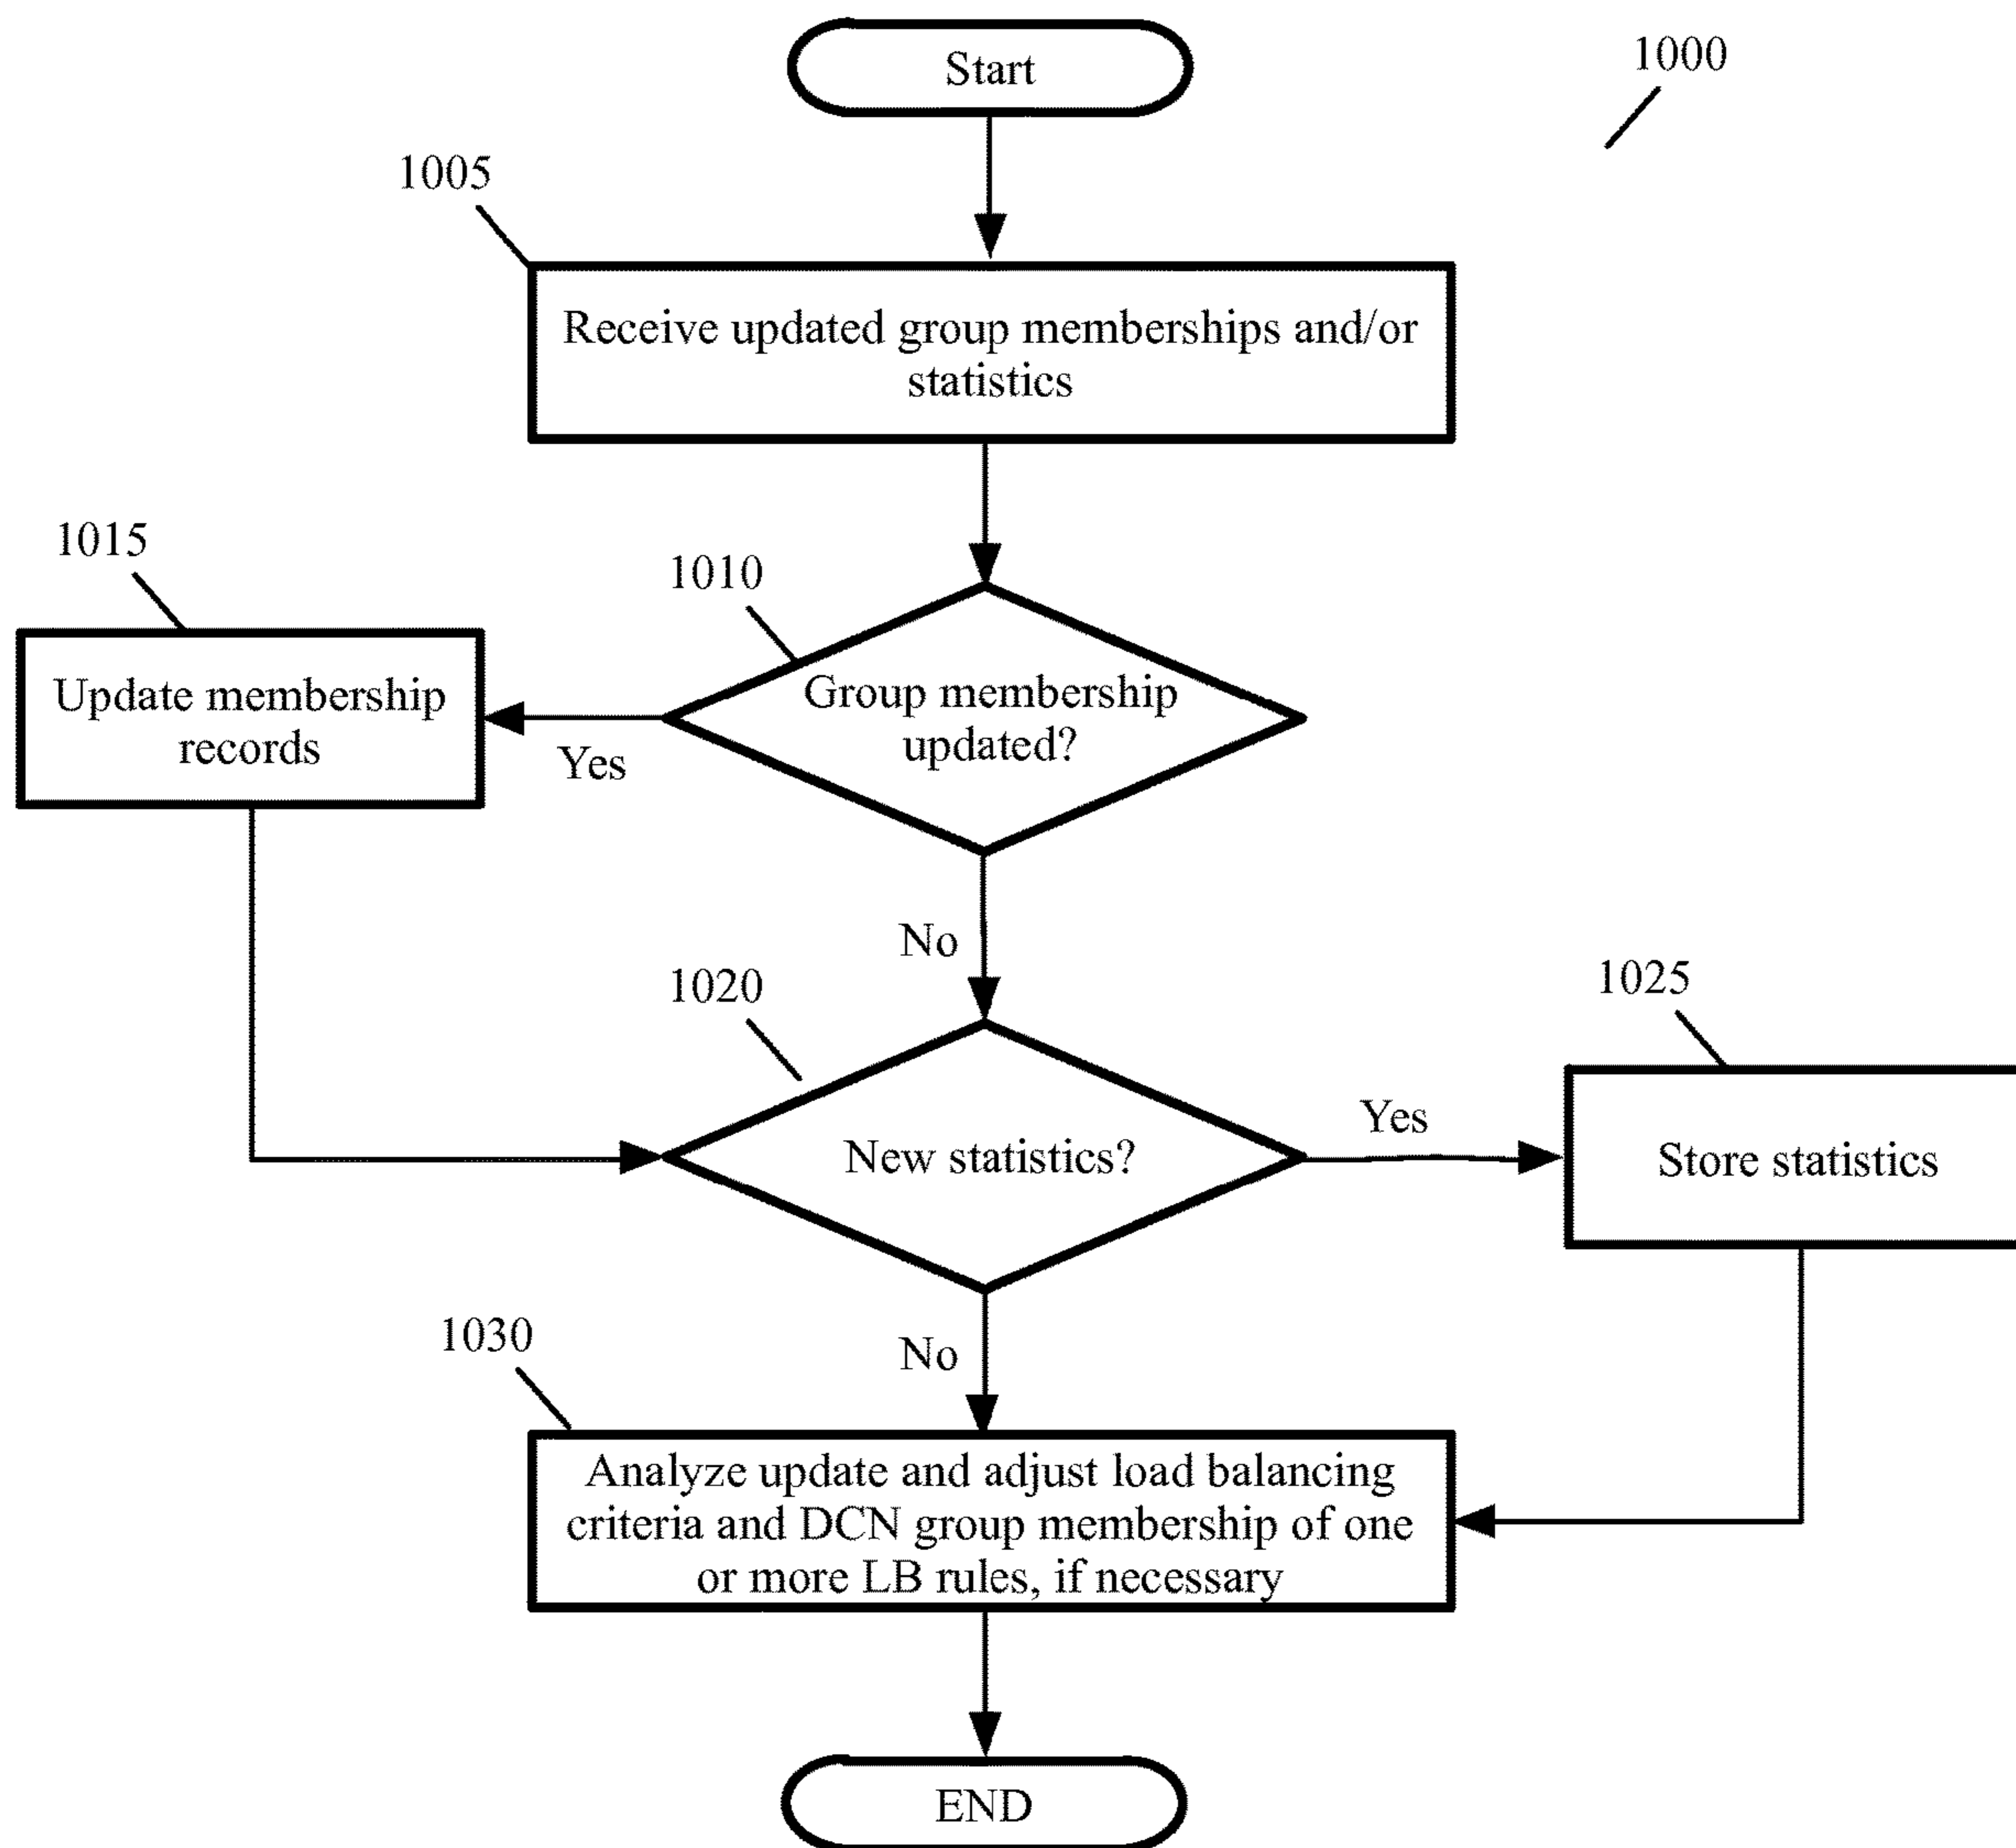 Start
1000
1005
Receive updated group memberships and/or
statistics
1015
1010
Update membership
records
Group membership
updated?
Yes
No
1020
1025
New statistics?
Yes
Store statistics
1030
No
Analyze update and adjust load balancing
criteria and DCN group membership of one
or more LB rules, if necessary
END